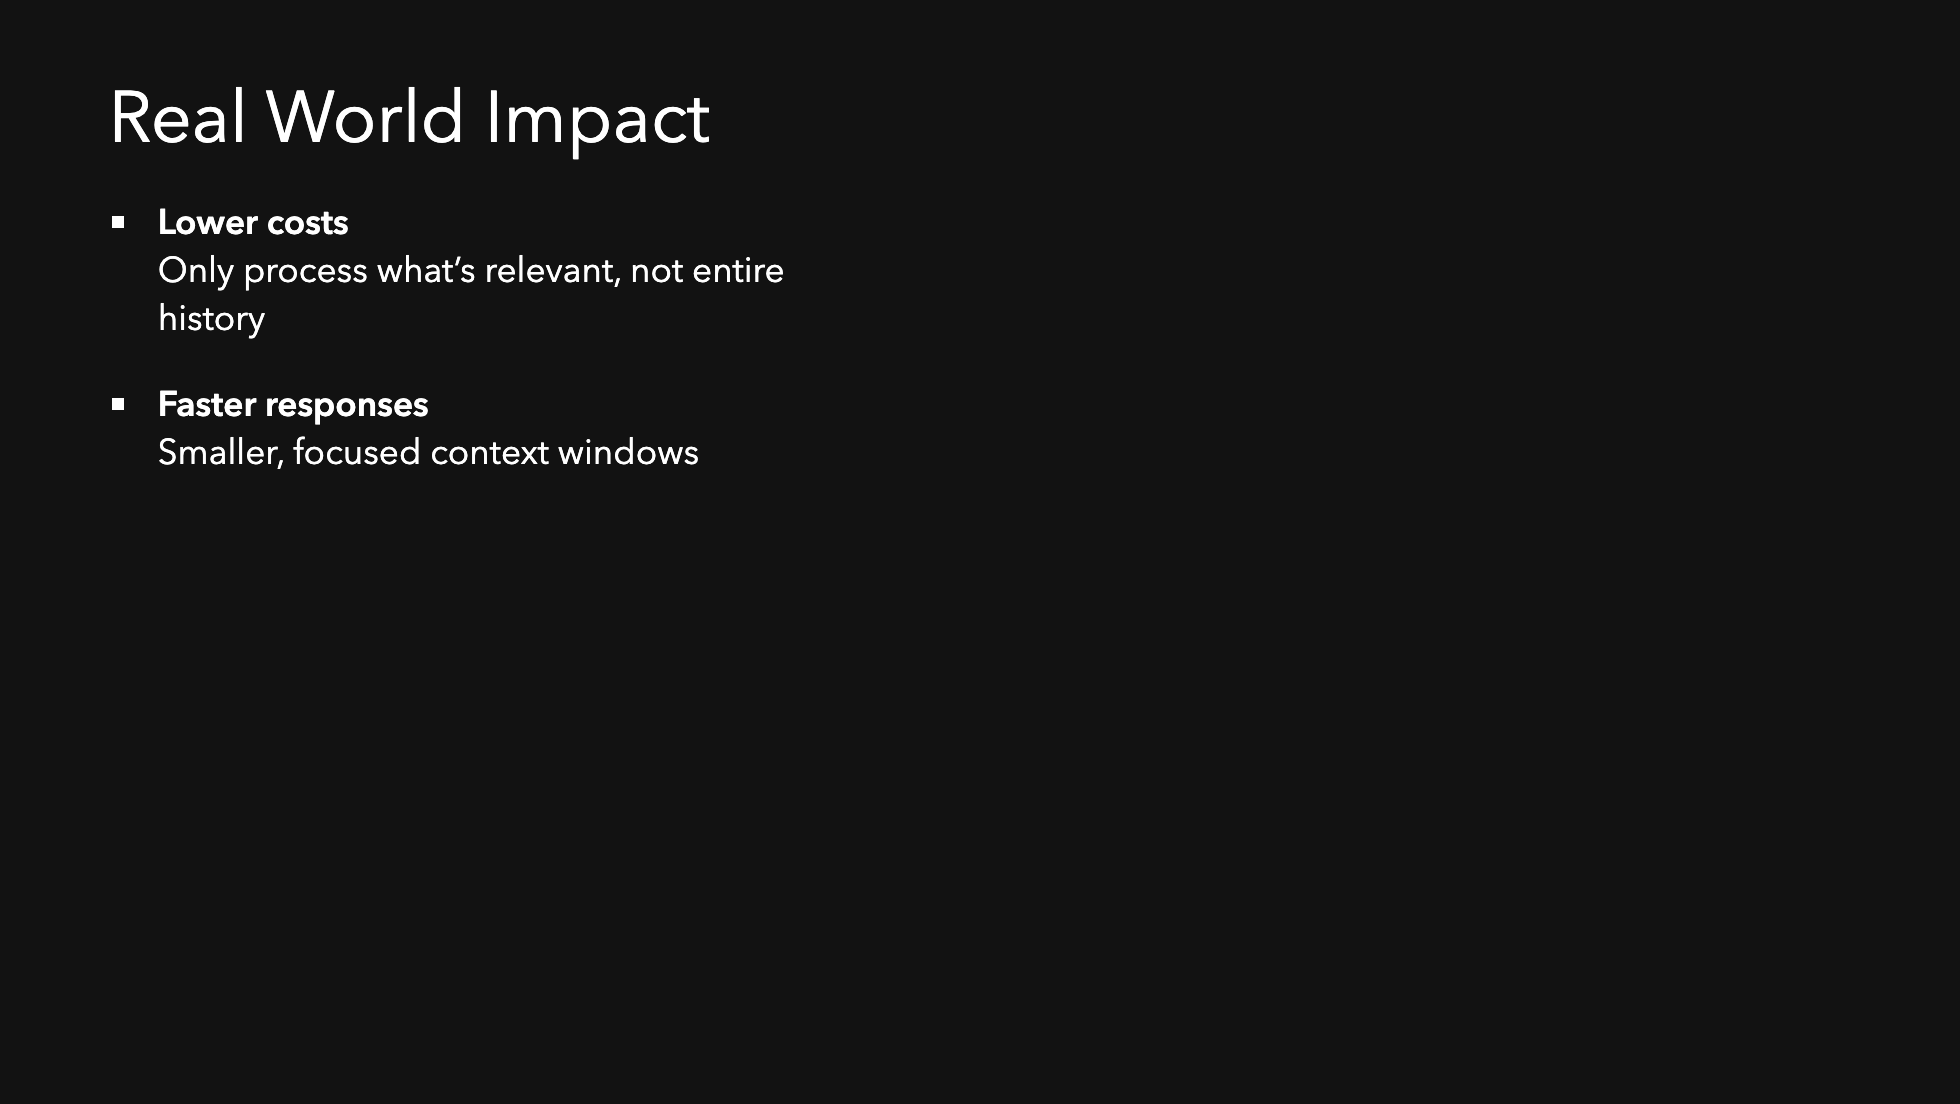 Real World Impact
▪ Lower costs
Only process what’s relevant, not entire
history
▪ Faster responses
Smaller, focused context windows